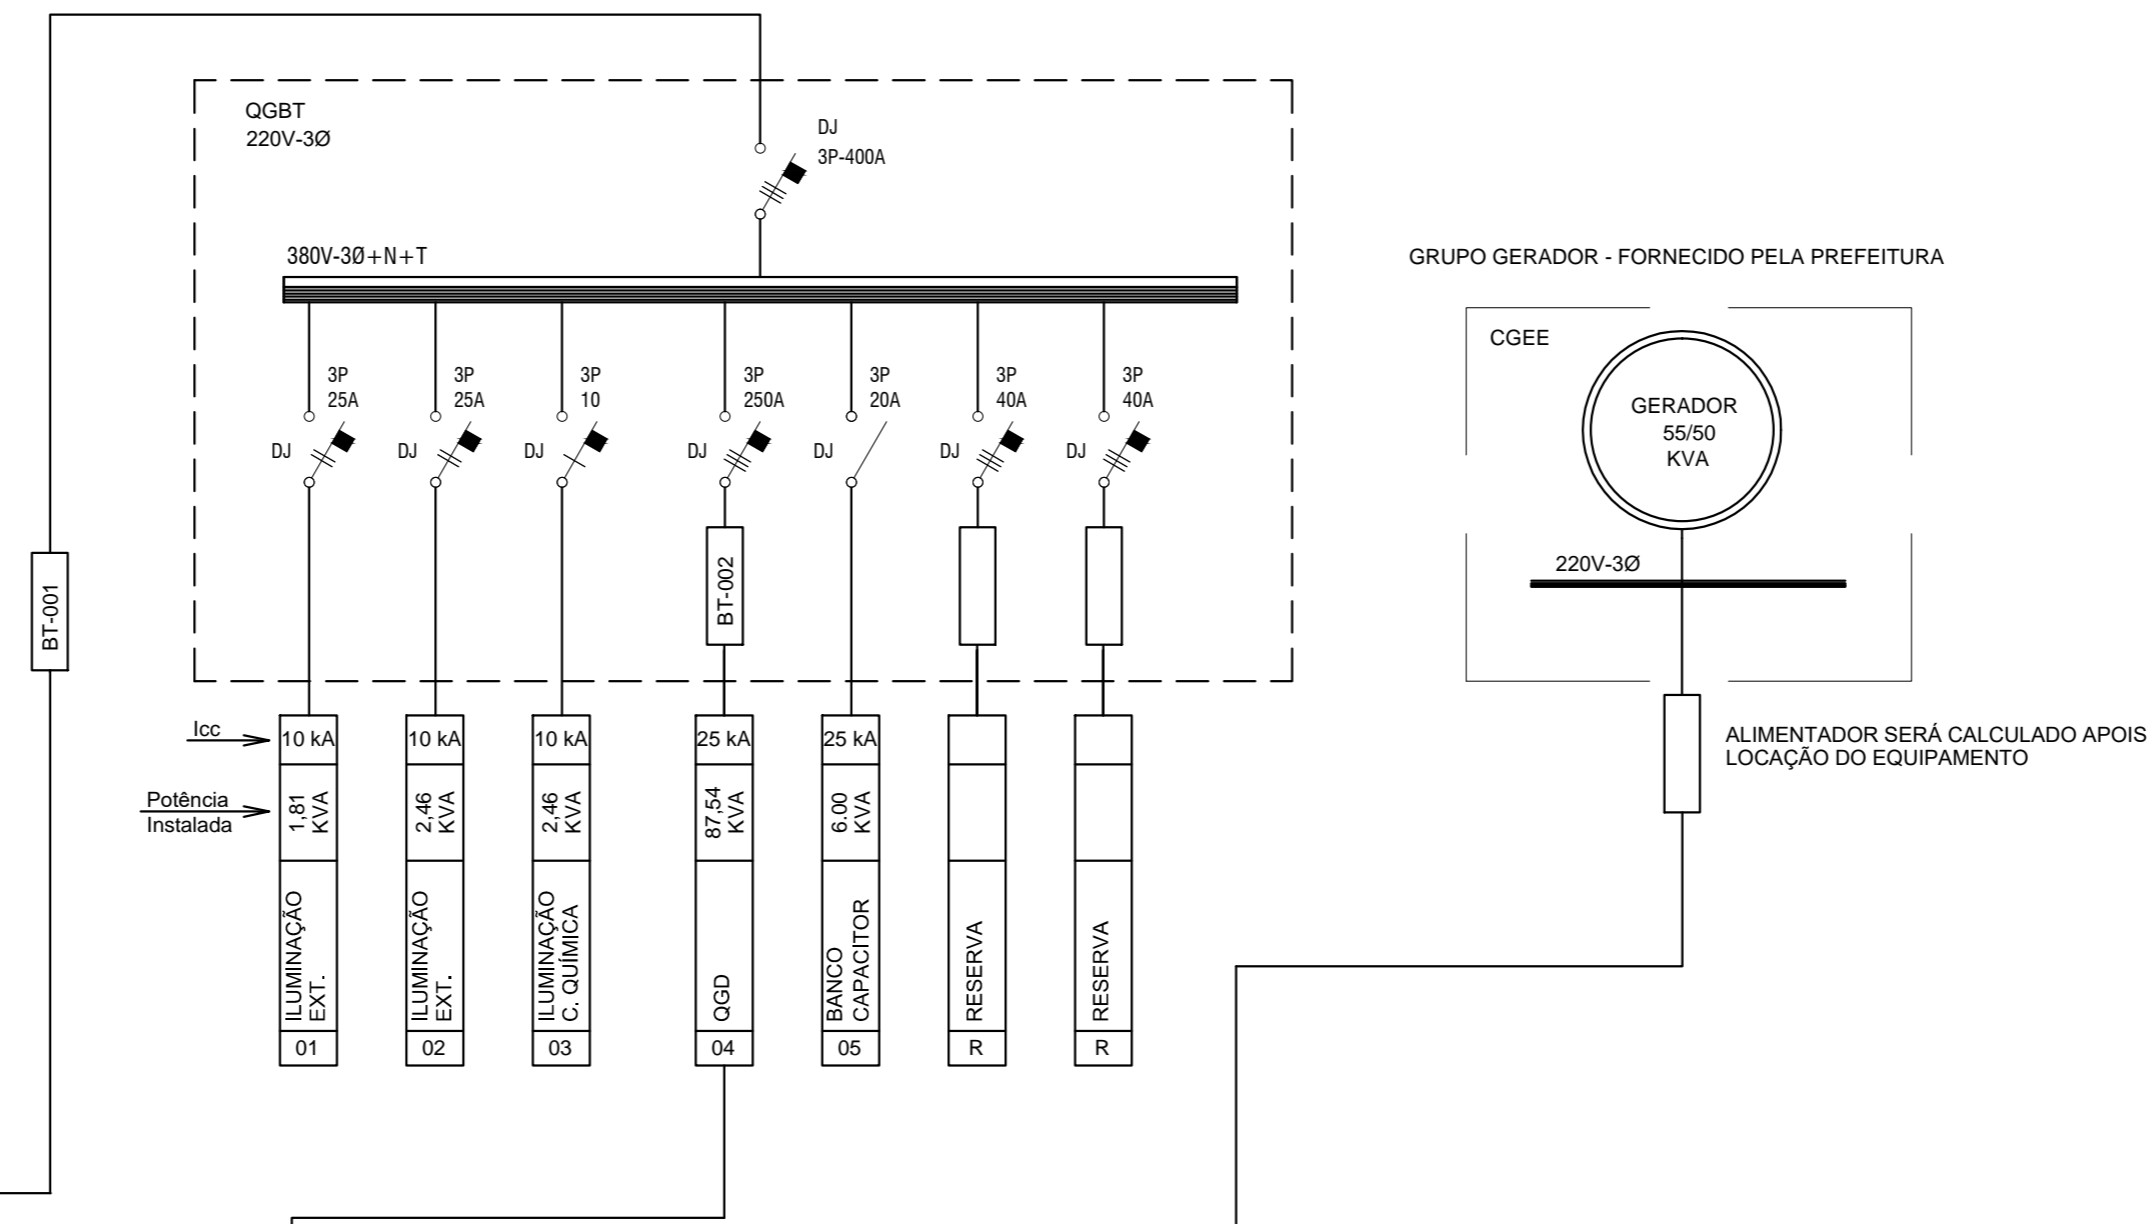 QGBT
220V-3Ø
DJ
3P-400A
380V-3Ø+N+T
3P
25A
DJ
3P
25A
DJ
3P
10
DJ
3P
250A
DJ
3P
20A
DJ
3P
40A
DJ
3P
40A
DJ
BT-001
BT-002
Icc
10 kA
10 kA
10 kA
25 kA
25 kA
Potência
Instalada
1,81
KVA
2,46
KVA
2,46
KVA
87,54
KVA
6.00
KVA
ILUMINAÇÃO
EXT.
ILUMINAÇÃO
EXT.
ILUMINAÇÃO
C. QUÍMICA
QGD
BANCO
CAPACITOR
RESERVA
RESERVA
01
02
03
04
05
R
R
GRUPO GERADOR - FORNECIDO PELA PREFEITURA
CGEE
GERADOR
55/50
KVA
220V-3Ø
ALIMENTADOR SERÁ CALCULADO APOIS
LOCAÇÃO DO EQUIPAMENTO